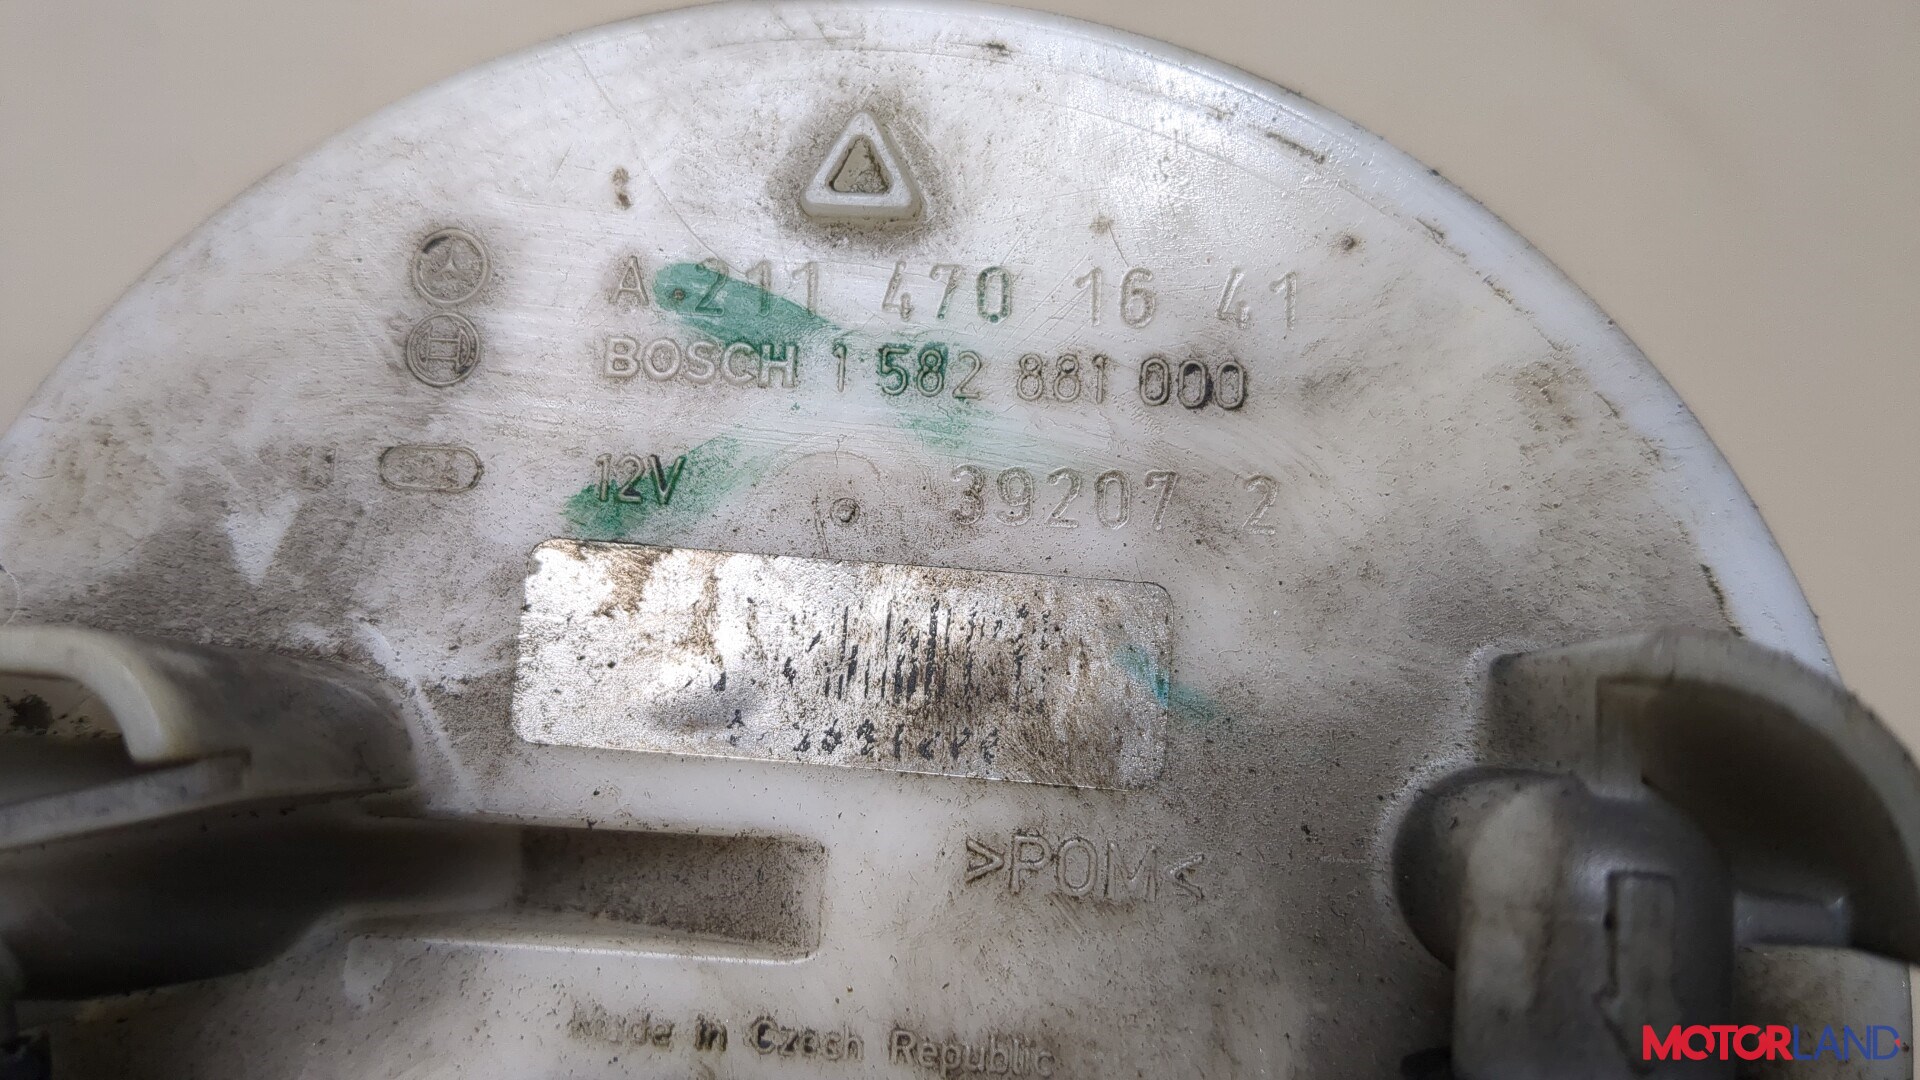 A 211 470 16 41
BOSCH 1 582 881 000
12V 39207 2
>POM<
Made in Czech Republic
MOTORLAND